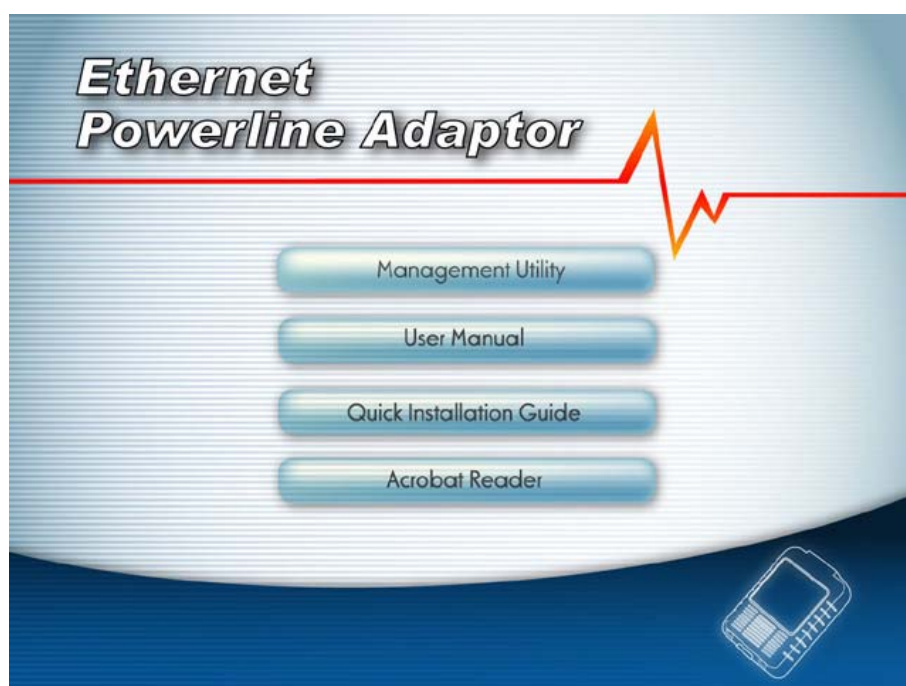 Ethernet
Powerline Adaptor
Management Utility
User Manual
Quick Installation Guide
Acrobat Reader